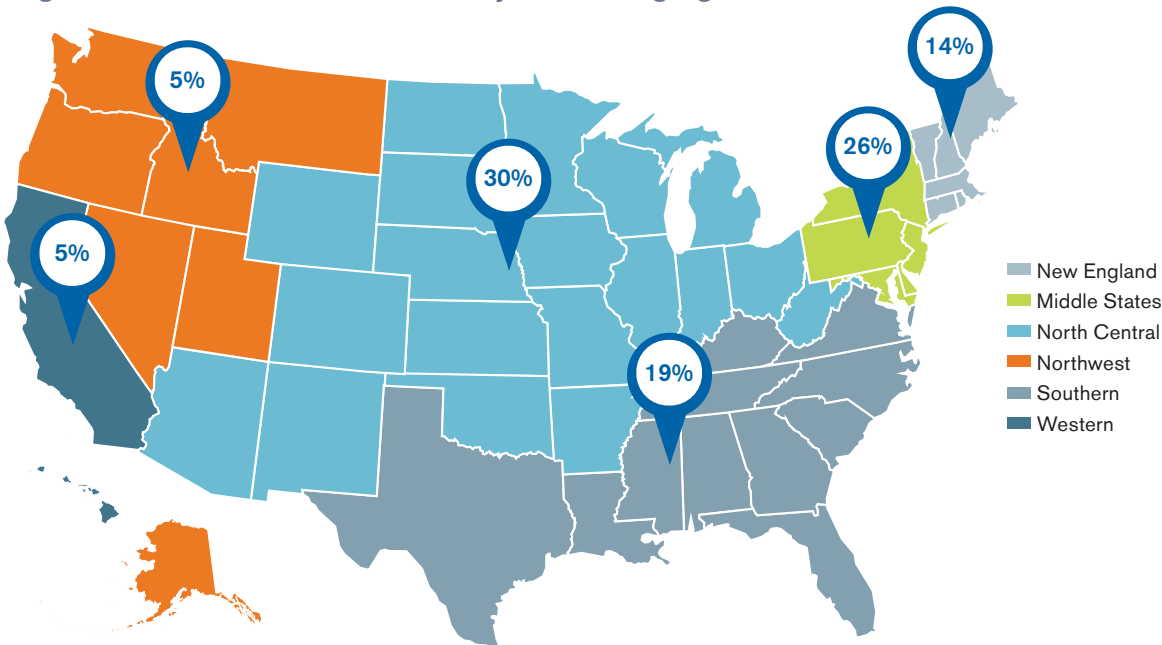 14%
5%
26%
30%
5%
19%
New England
Middle States
North Central
Northwest
Southern
Western